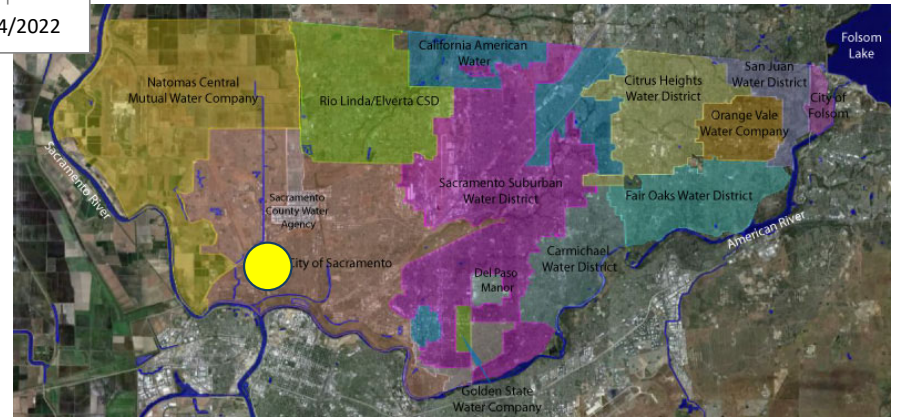 4/2022
Folsom
Lake
California American
Water
San Juan
Water District
Natomas Central
Mutual Water Company
Citrus Heights
Water District
Rio Linda/Elverta CSD
City of
Folsom
Orange Vale
Water Company
Sacramento River
Sacramento Suburban
Water District
Sacramento
County Water
Agency
Fair Oaks Water District
American River
City of Sacramento
Carmichael
Water District
Del Paso
Manor
Golden State
Water Company